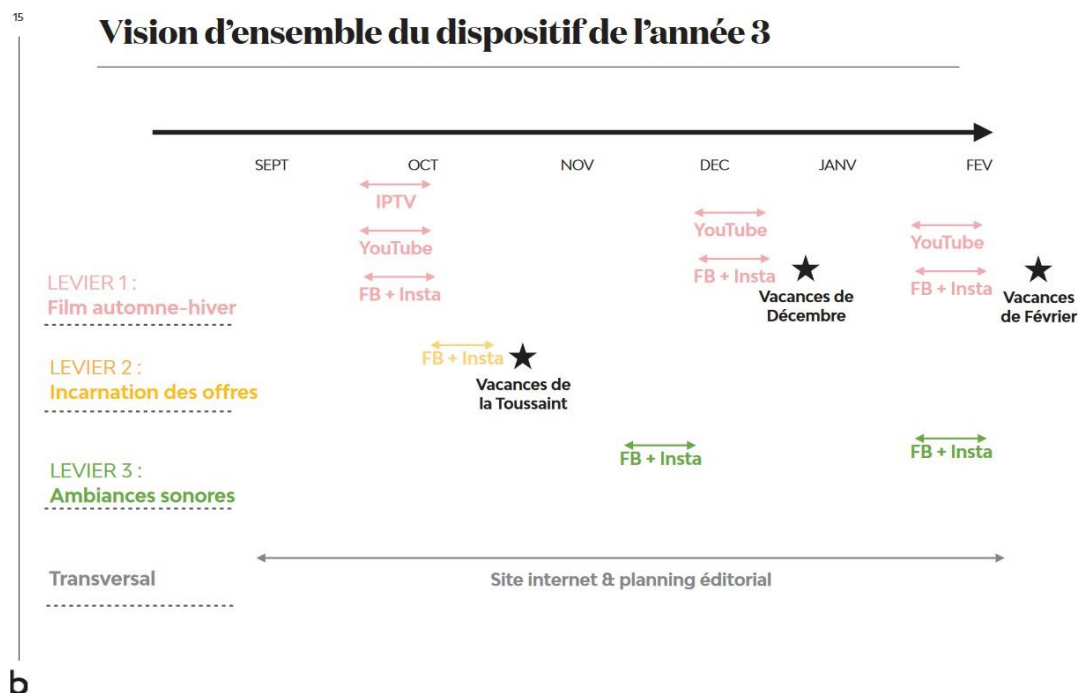 15
Vision d’ensemble du dispositif de l’année 3
SEPT OCT NOV DEC JANV FEV
IPTV
YouTube YouTube YouTube
FB + Insta FB + Insta FB + Insta
LEVIER 1 :
Film automne-hiver
Vacances de
Décembre
Vacances
de Février
LEVIER 2 :
Incarnation des offres
FB + Insta
Vacances de
la Toussaint
LEVIER 3 :
Ambiances sonores
FB + Insta FB + Insta
Transversal
Site internet & planning éditorial
b